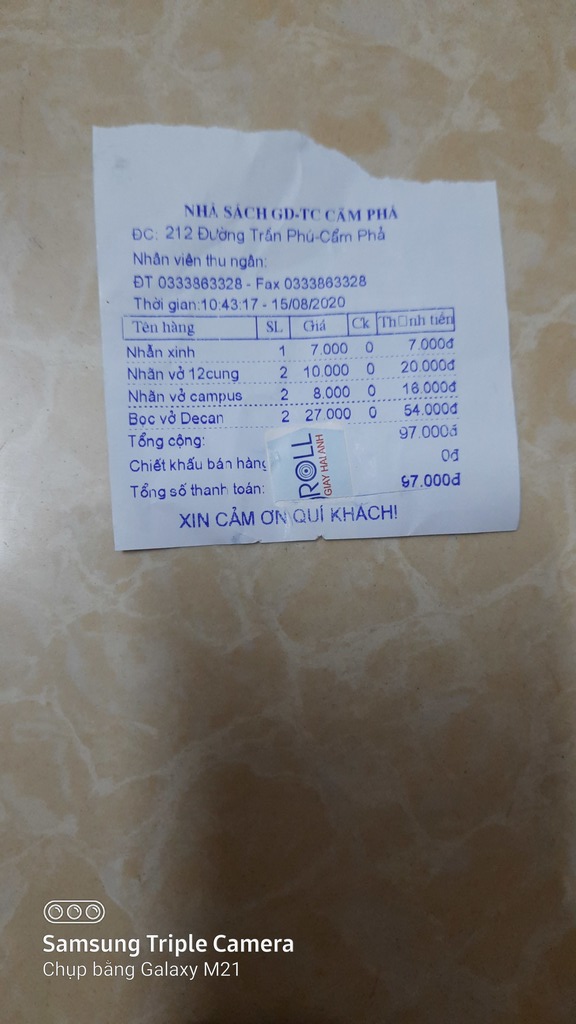 NHÀ SÁCH GD-TC CẨM PHẢ
ĐC: 212 Đường Trần Phú-Cẩm Phả
Nhân viên thu ngân:
ĐT 0333863328 - Fax 0333863328
Thời gian:10:43:17 - 15/08/2020
Tên hàng SL Giá Ck Th□nh tiền
Nhẫn xinh 1 7.000 0 7.000đ
Nhãn vở 12cung 2 10.000 0 20.000đ
Nhãn vở campus 2 8.000 0 16.000đ
Bọc vở Decan 2 27.000 0 54.000đ
Tổng cộng: 97.000đ
Chiết khấu bán hàng 0đ
Tổng số thanh toán: 97.000đ
ROLL
GIAY HAI ANH
XIN CẢM ƠN QUÍ KHÁCH!
Samsung Triple Camera
Chụp bằng Galaxy M21